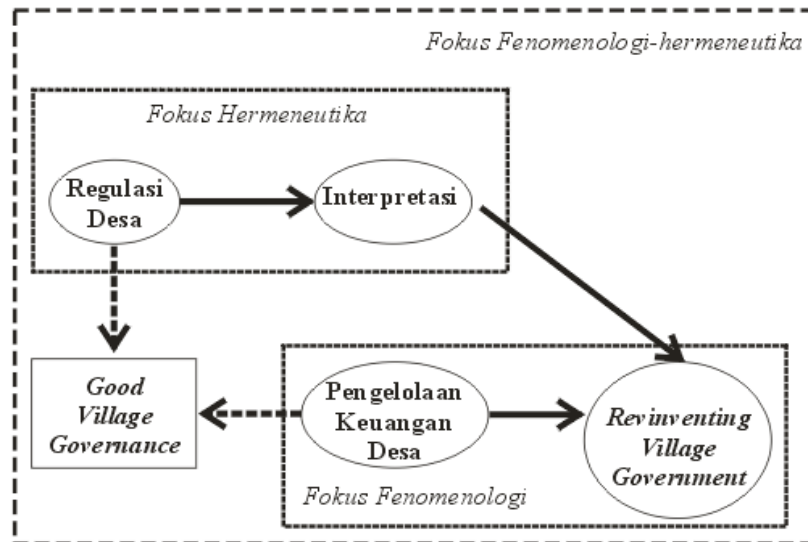 Fokus Fenomenologi-hermeneutika
Fokus Hermeneutika
Regulasi
Desa
Interpretasi
Good
Village
Governance
Pengelolaan
Keuangan
Desa
Revinventing
Village
Government
Fokus Fenomenologi